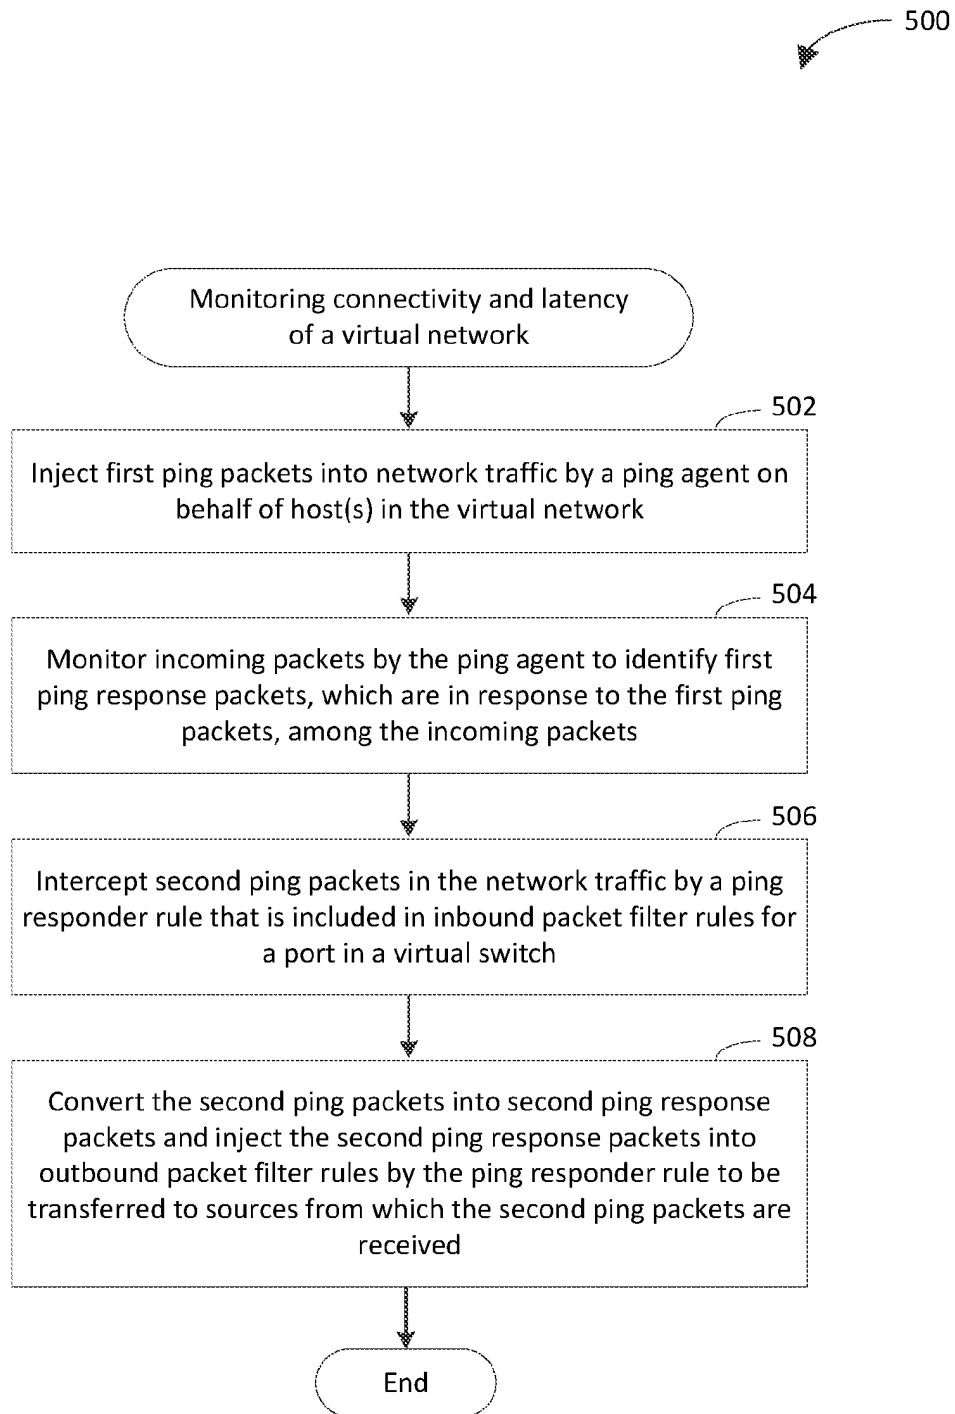 500
Monitoring connectivity and latency
of a virtual network
502
Inject first ping packets into network traffic by a ping agent on
behalf of host(s) in the virtual network
504
Monitor incoming packets by the ping agent to identify first
ping response packets, which are in response to the first ping
packets, among the incoming packets
506
Intercept second ping packets in the network traffic by a ping
responder rule that is included in inbound packet filter rules for
a port in a virtual switch
508
Convert the second ping packets into second ping response
packets and inject the second ping response packets into
outbound packet filter rules by the ping responder rule to be
transferred to sources from which the second ping packets are
received
End